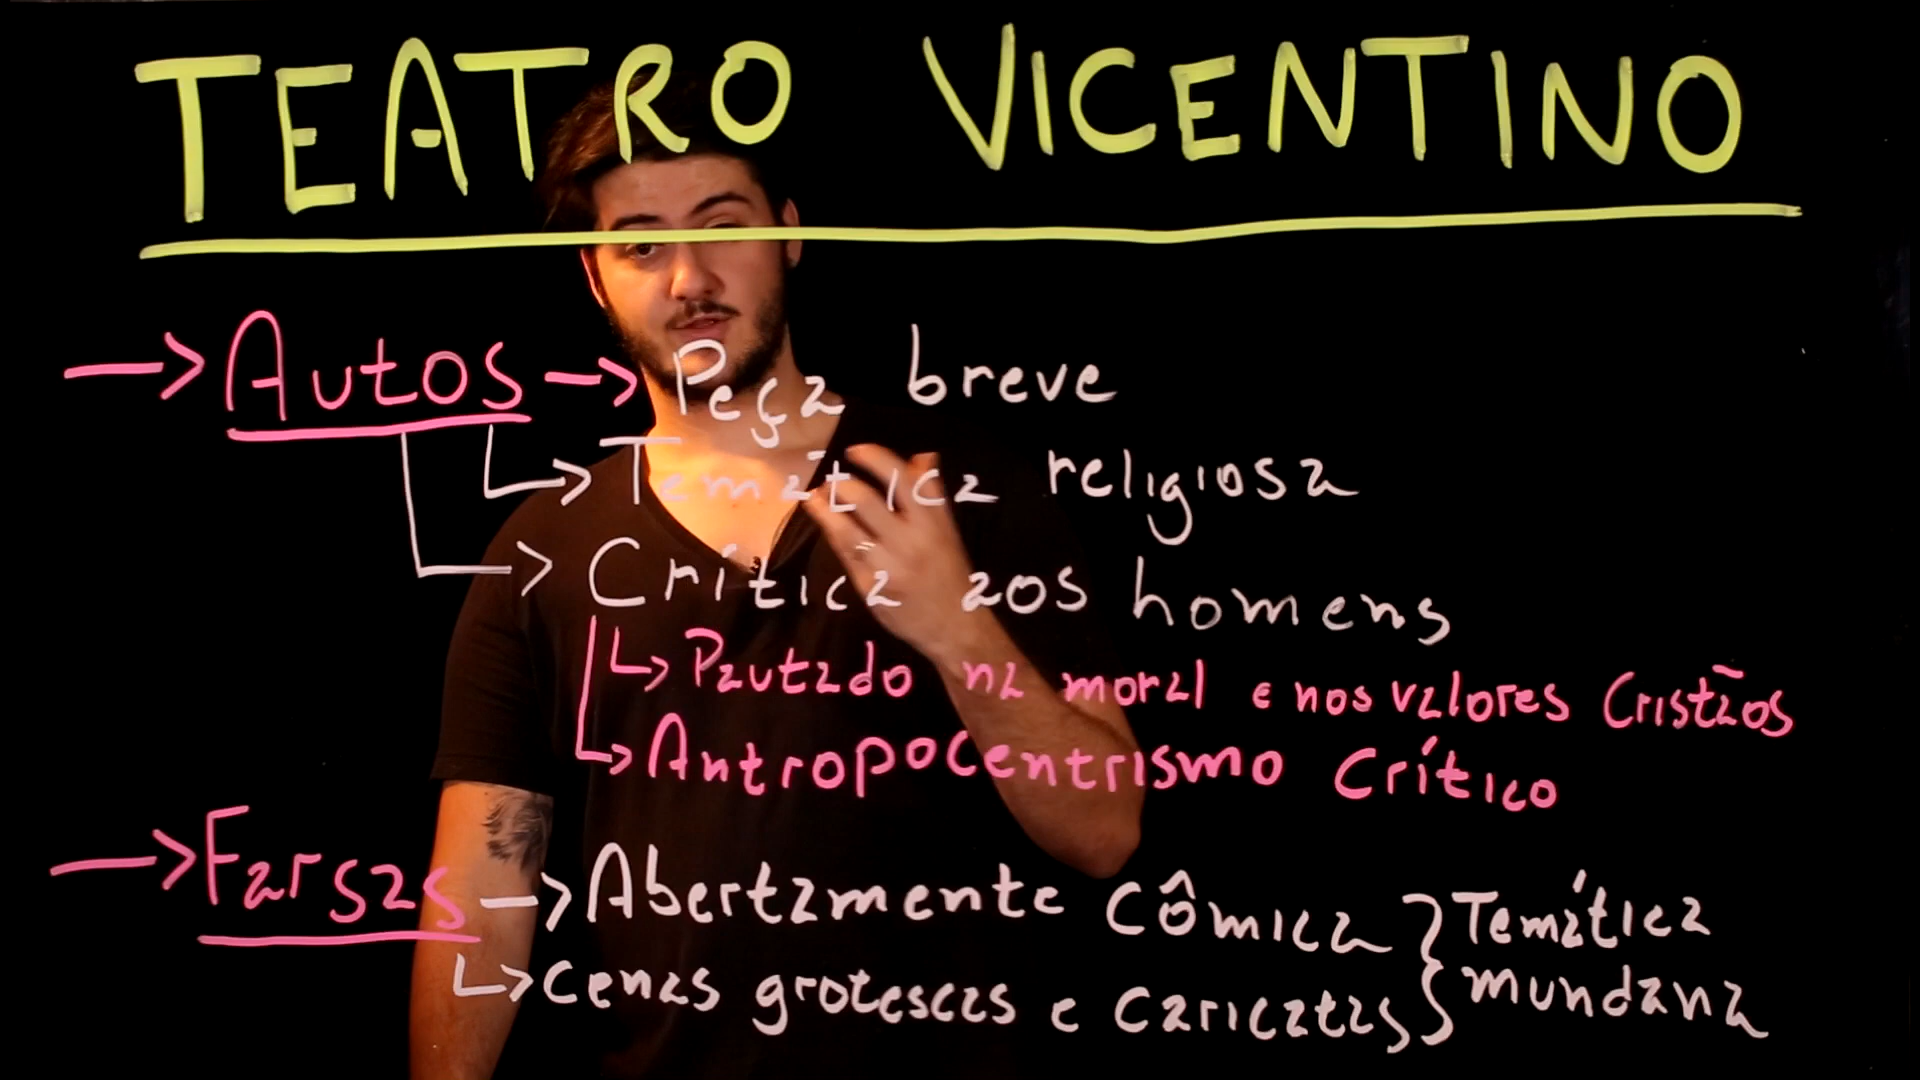 TEATRO VICENTINO
→ Autos → Peça breve
→ Temática religiosa
→ Crítica aos homens
↳ Pautado na moral e nos valores Cristãos
↳ Antropocentrismo Crítico
→ Farsas → Abertamente Cômica } Temática
↳ Cenas grotescas e Caricatas } mundana